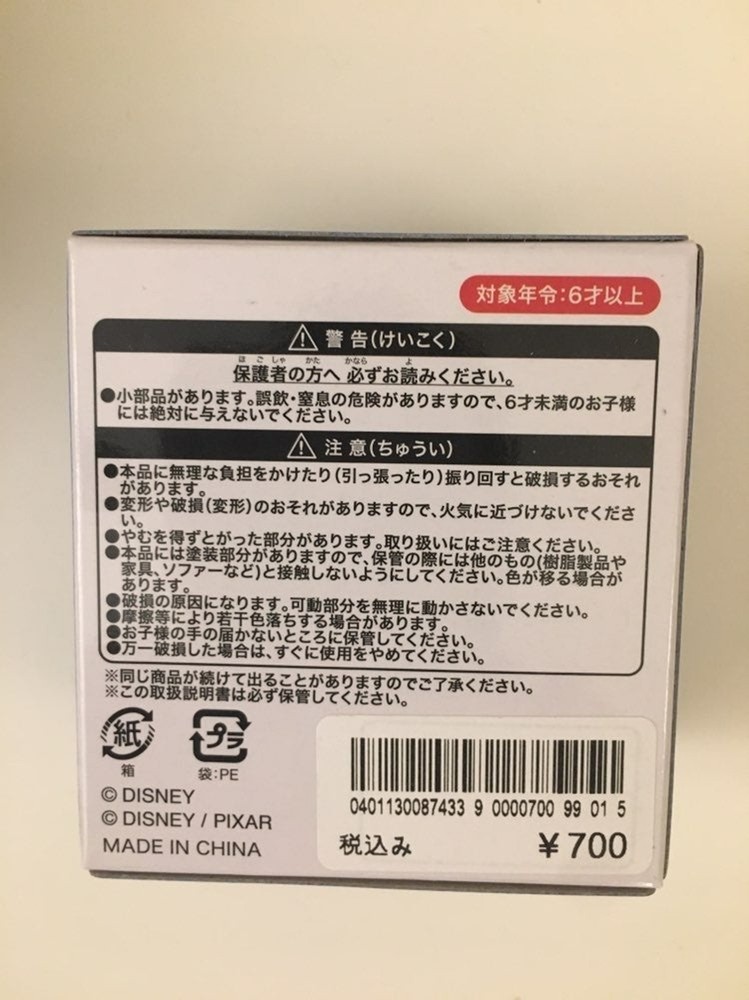 対象年令:6才以上
⚠ 警告(けいこく)
ほごしゃ かた かなら よ
保護者の方へ 必ずお読みください。
●小部品があります。誤飲・窒息の危険がありますので、6才未満のお子様
には絶対に与えないでください。
⚠ 注意(ちゅうい)
●本品に無理な負担をかけたり(引っ張ったり)振り回すと破損するおそれ
があります。
●変形や破損(変形)のおそれがありますので、火気に近づけないでくださ
い。
●やむを得ずとがった部分があります。取り扱いにはご注意ください。
●本品には塗装部分がありますので、保管の際には他のもの(樹脂製品や
家具、ソファーなど)と接触しないようにしてください。色が移る場合が
あります。
●破損の原因になります。可動部分を無理に動かさないでください。
●摩擦等により若干色落ちする場合があります。
●お子様の手の届かないところに保管してください。
●万一破損した場合は、すぐに使用をやめてください。
※同じ商品が続けて出ることがありますのでご了承ください。
※この取扱説明書は必ず保管してください。
紙 プラ
箱 袋:PE
© DISNEY
© DISNEY / PIXAR
MADE IN CHINA
0401130087433 9 0000700 99 01 5
税込み ¥700